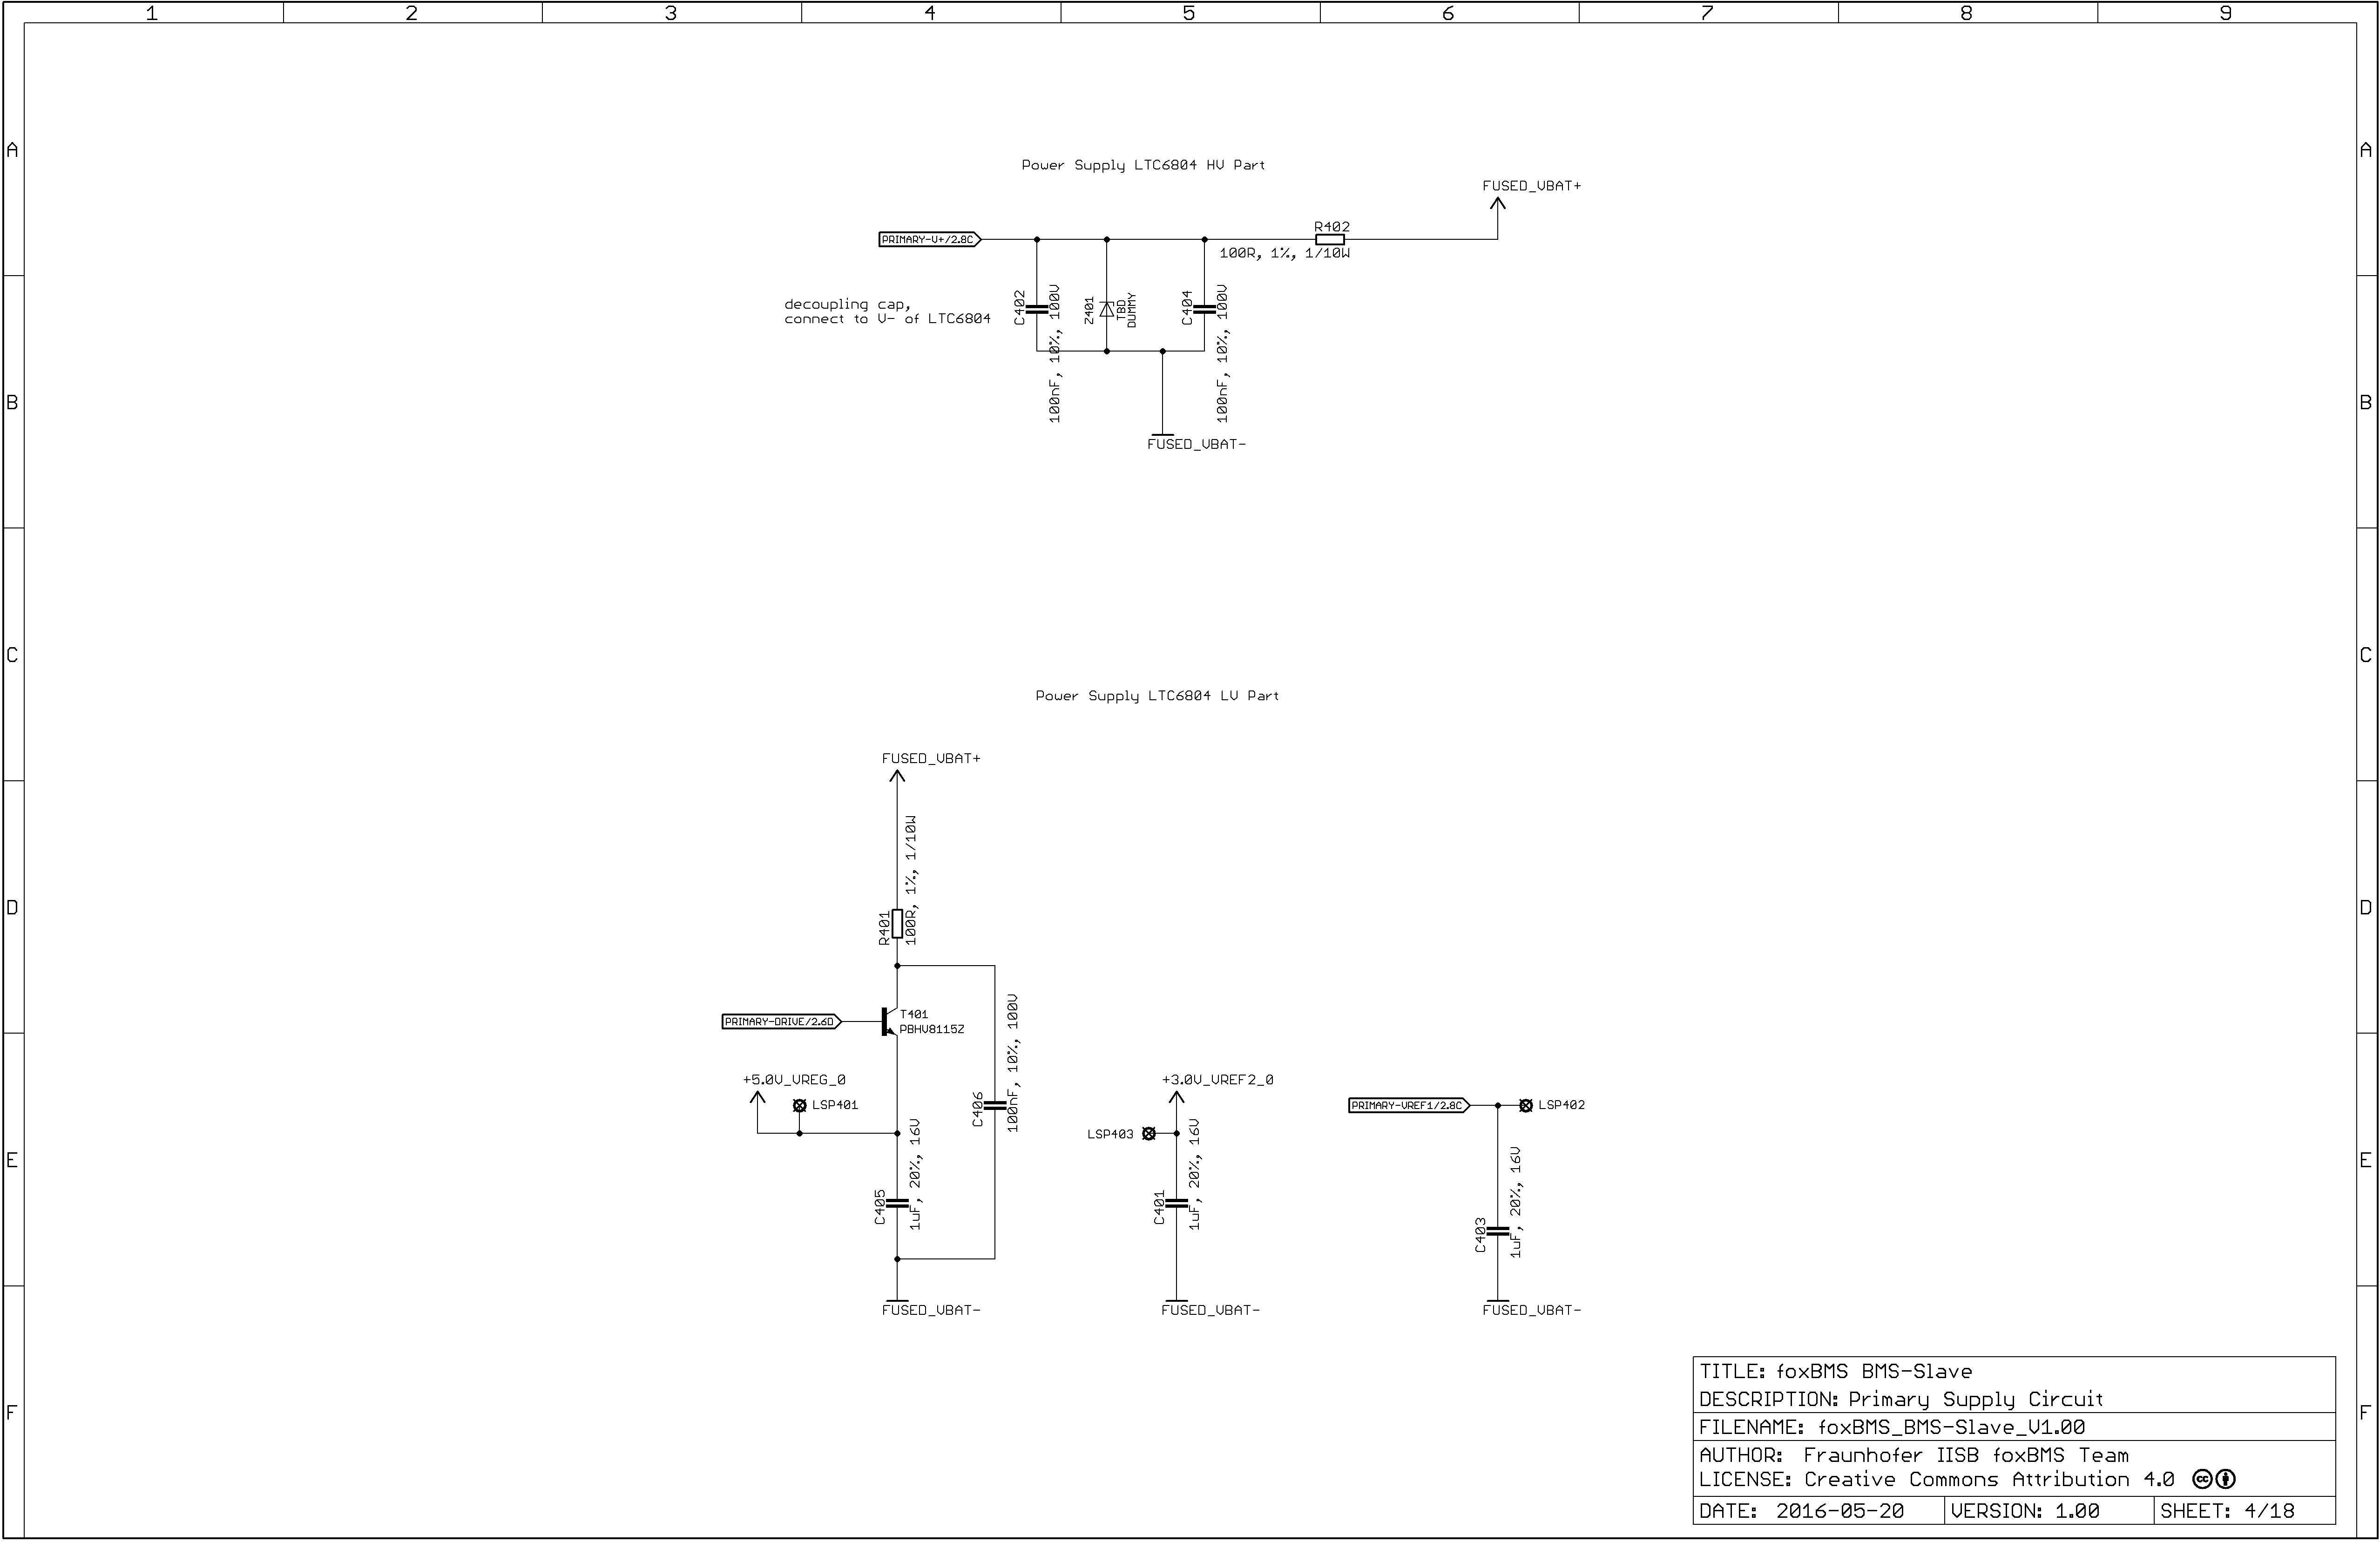 1 2 3 4 5 6 7 8 9
A A
Power Supply LTC6804 HV Part
FUSED_VBAT+
PRIMARY-V+/2.8C
R402
100R, 1%, 1/10W
decoupling cap,
connect to V- of LTC6804
C402
100nF, 10%, 100V
Z401
TBD
DUMMY
C404
100nF, 10%, 100V
B B
FUSED_VBAT-
C C
Power Supply LTC6804 LV Part
FUSED_VBAT+
D D
R401
100R, 1%, 1/10W
PRIMARY-DRIVE/2.6D
T401
PBHV8115Z
C406
100nF, 10%, 100V
+5.0V_VREG_0
LSP401
+3.0V_VREF2_0
LSP403
PRIMARY-VREF1/2.8C
LSP402
E E
C405
1uF, 20%, 16V
C401
1uF, 20%, 16V
C403
1uF, 20%, 16V
FUSED_VBAT-
FUSED_VBAT-
FUSED_VBAT-
F F
TITLE: foxBMS BMS-Slave
DESCRIPTION: Primary Supply Circuit
FILENAME: foxBMS_BMS-Slave_V1.00
AUTHOR: Fraunhofer IISB foxBMS Team
LICENSE: Creative Commons Attribution 4.0 cc
DATE: 2016-05-20 VERSION: 1.00 SHEET: 4/18